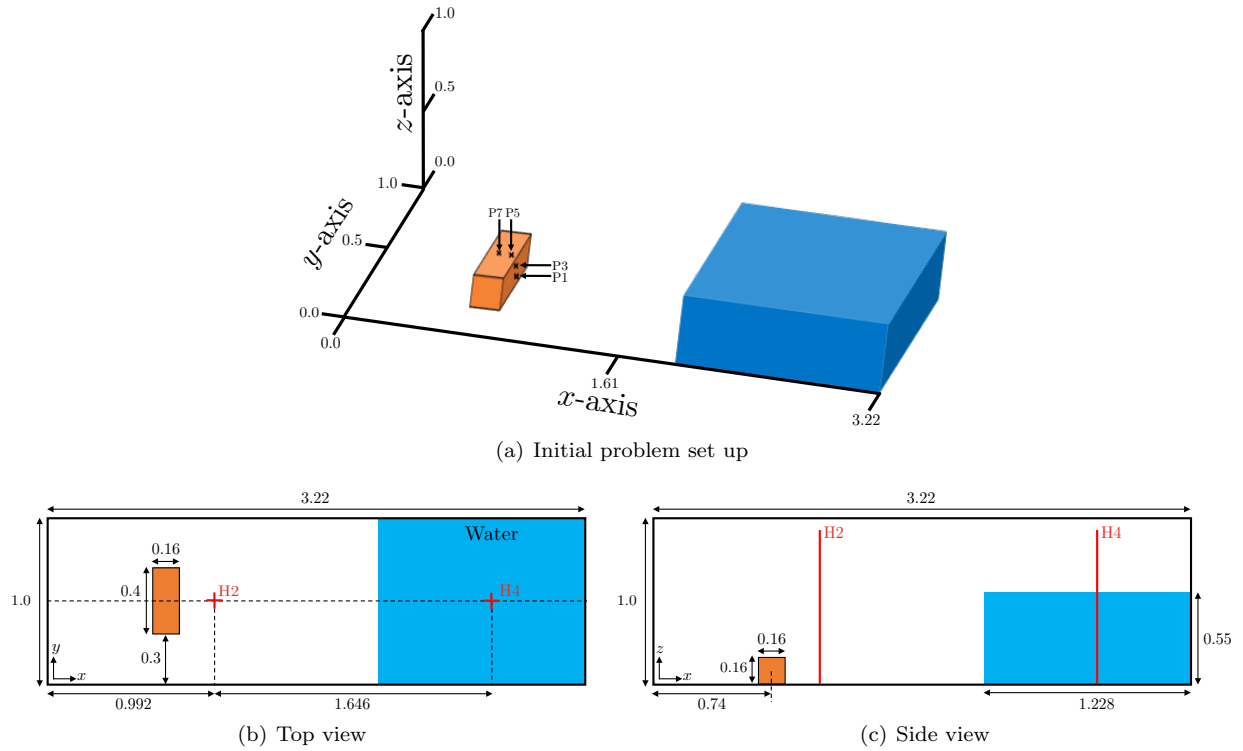 1.0
0.5
z-axis
0.0
1.0
y-axis
0.5
0.0
0.0
P7 P5
P3
P1
1.61
x-axis
3.22
(a) Initial problem set up
3.22
Water
0.16
H2
H4
0.4
1.0
0.3
y
x
0.992
1.646
(b) Top view
3.22
H2
H4
1.0
0.16
0.16
0.55
z
x
0.74
1.228
(c) Side view